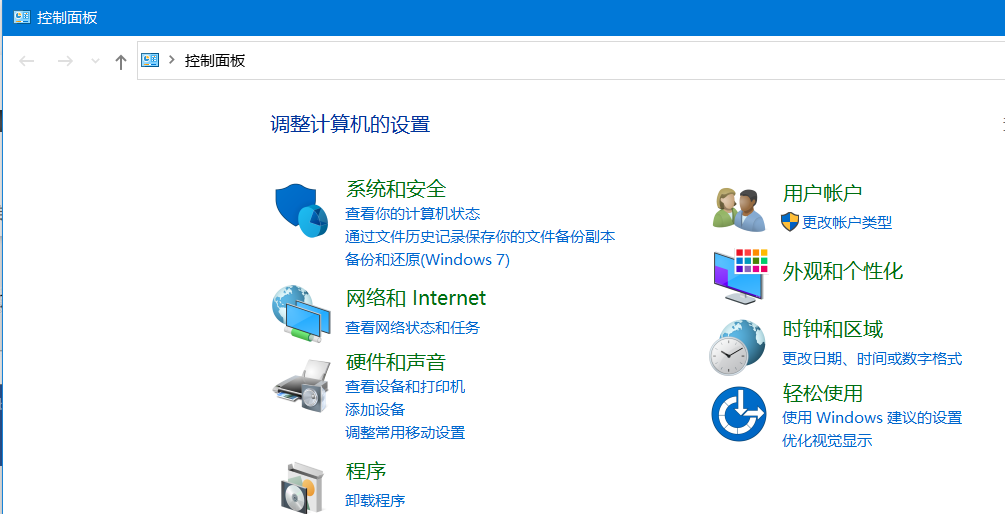 控制面板
控制面板
调整计算机的设置
系统和安全
查看你的计算机状态
通过文件历史记录保存你的文件备份副本
备份和还原(Windows 7)
网络和 Internet
查看网络状态和任务
硬件和声音
查看设备和打印机
添加设备
调整常用移动设置
程序
卸载程序
用户帐户
更改帐户类型
外观和个性化
时钟和区域
更改日期、时间或数字格式
轻松使用
使用 Windows 建议的设置
优化视觉显示